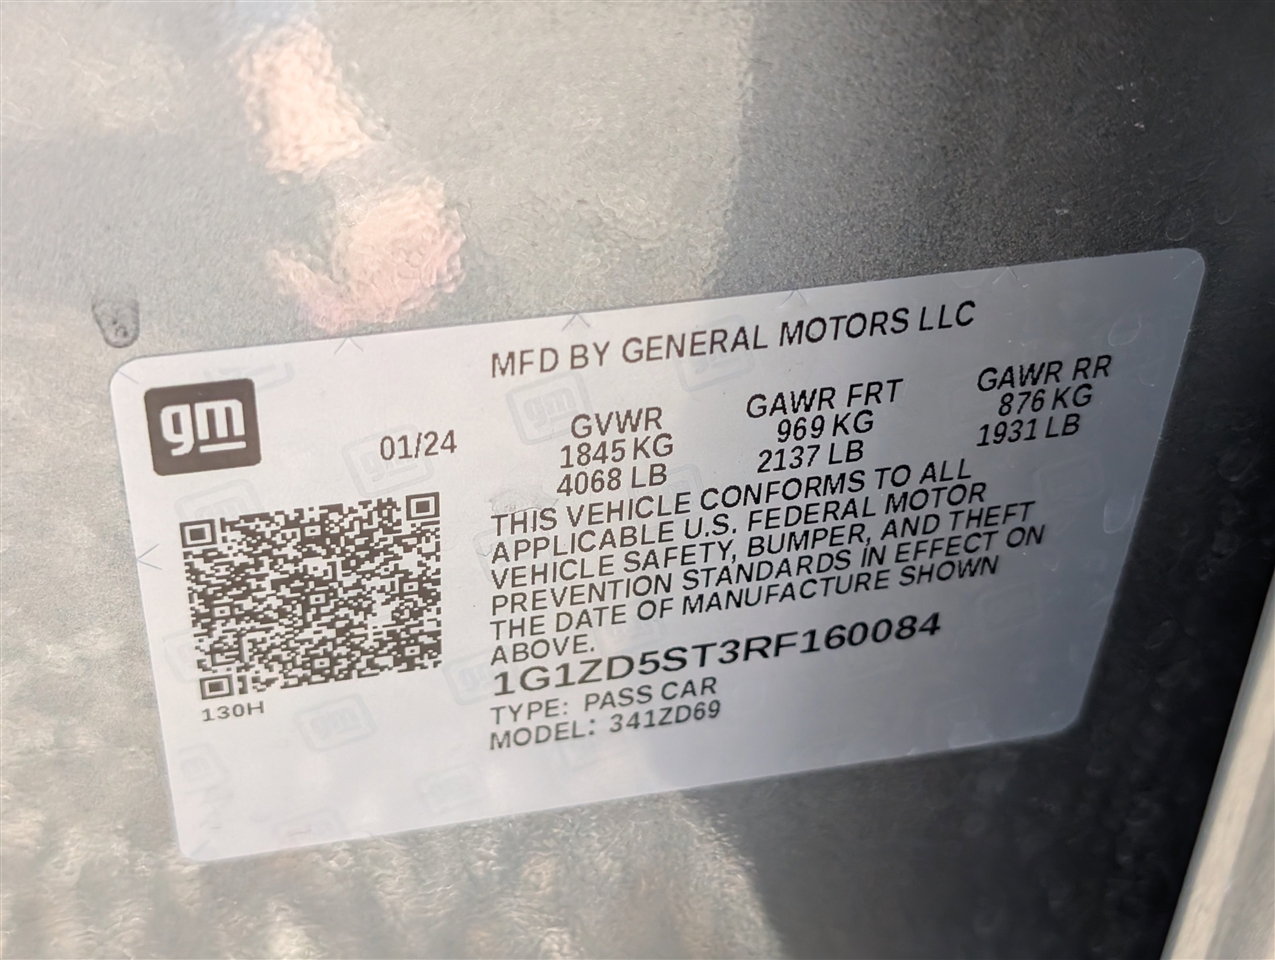 MFD BY GENERAL MOTORS LLC
gm
01/24
GVWR
1845 KG
4068 LB
GAWR FRT
969 KG
2137 LB
GAWR RR
876 KG
1931 LB
THIS VEHICLE CONFORMS TO ALL
APPLICABLE U.S. FEDERAL MOTOR
VEHICLE SAFETY, BUMPER, AND THEFT
PREVENTION STANDARDS IN EFFECT ON
THE DATE OF MANUFACTURE SHOWN
ABOVE.
1G1ZD5ST3RF160084
TYPE: PASS CAR
MODEL: 341ZD69
130H